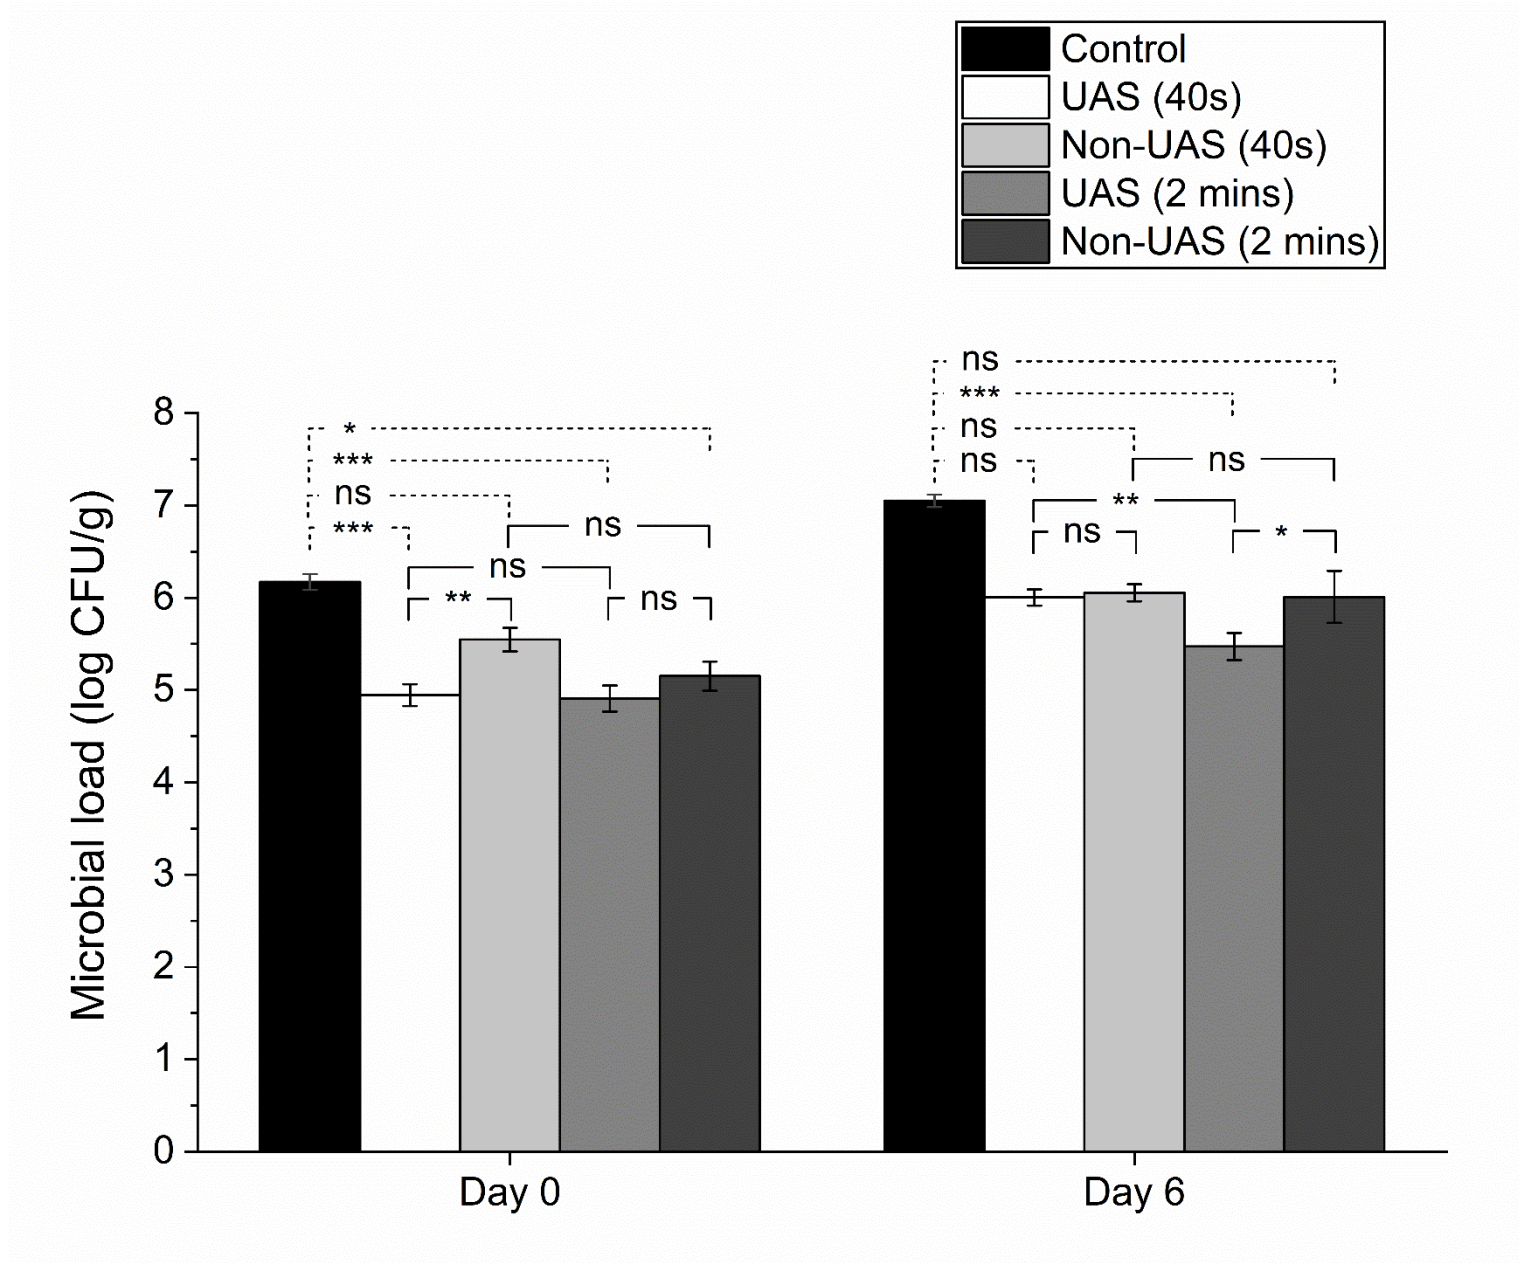 Control
UAS (40s)
Non-UAS (40s)
UAS (2 mins)
Non-UAS (2 mins)
Microbial load (log CFU/g)
8
7
6
5
4
3
2
1
0
*
***
ns
***
ns
ns
**
ns
ns
***
ns
ns
ns
**
ns
*
Day 0
Day 6